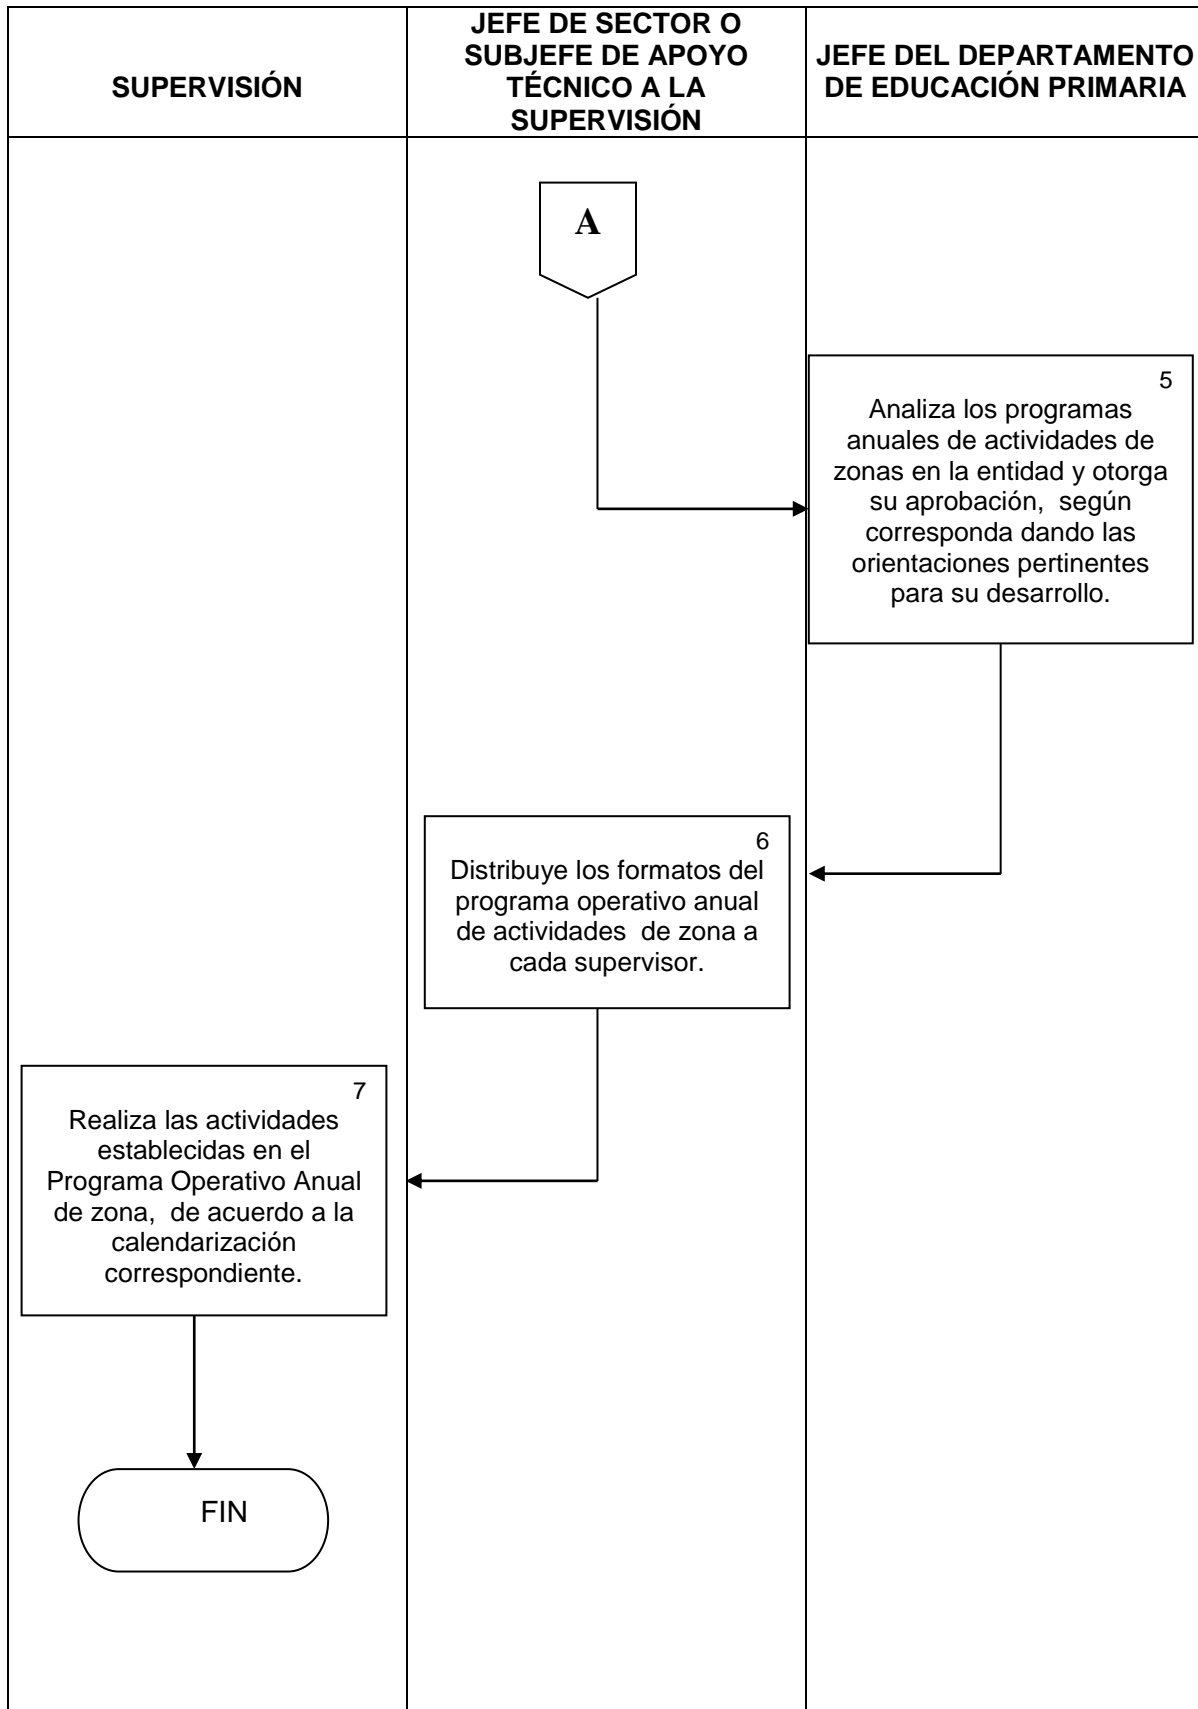 SUPERVISIÓN
JEFE DE SECTOR O
SUBJEFE DE APOYO
TÉCNICO A LA
SUPERVISIÓN
JEFE DEL DEPARTAMENTO
DE EDUCACIÓN PRIMARIA
A
5
Analiza los programas
anuales de actividades de
zonas en la entidad y otorga
su aprobación, según
corresponda dando las
orientaciones pertinentes
para su desarrollo.
6
Distribuye los formatos del
programa operativo anual
de actividades de zona a
cada supervisor.
7
Realiza las actividades
establecidas en el
Programa Operativo Anual
de zona, de acuerdo a la
calendarización
correspondiente.
FIN